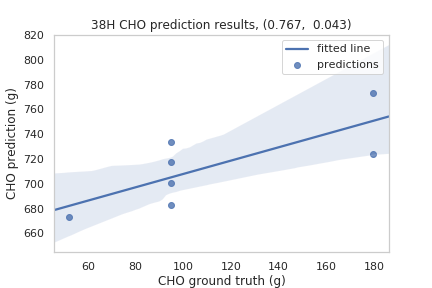 38H CHO prediction results, (0.767, 0.043)
fitted line
predictions
CHO prediction (g)
820
800
780
760
740
720
700
680
660
60 80 100 120 140 160 180
CHO ground truth (g)